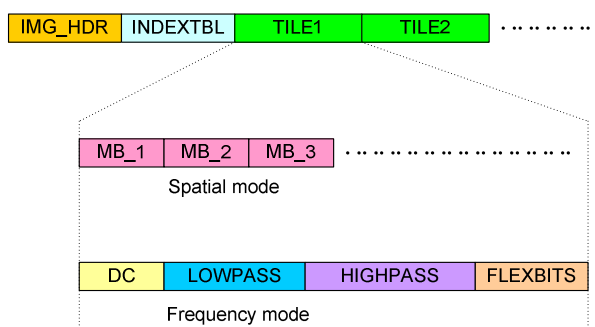 IMG_HDR INDEXTBL TILE1 TILE2
MB_1 MB_2 MB_3
Spatial mode
DC LOWPASS HIGHPASS FLEXBITS
Frequency mode